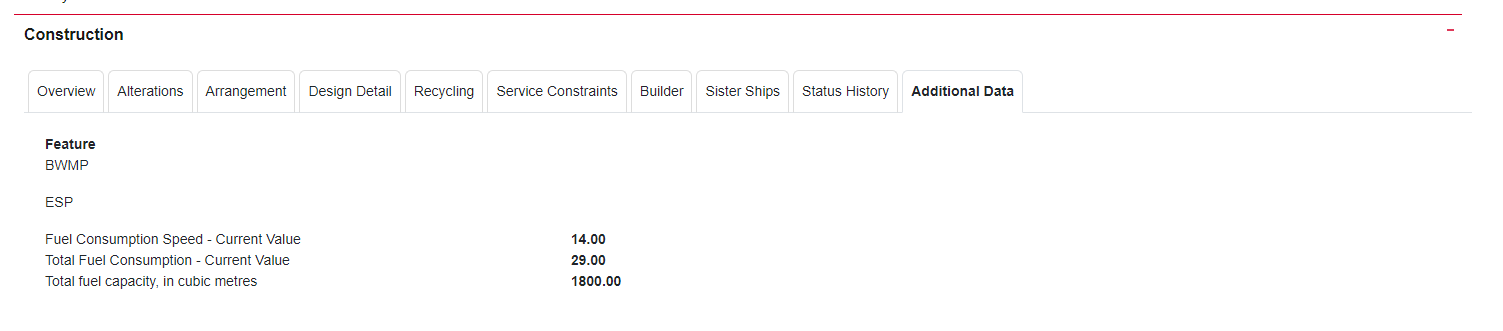 Construction
Overview Alterations Arrangement Design Detail Recycling Service Constraints Builder Sister Ships Status History Additional Data
Feature
BWMP
ESP
Fuel Consumption Speed - Current Value 14.00
Total Fuel Consumption - Current Value 29.00
Total fuel capacity, in cubic metres 1800.00